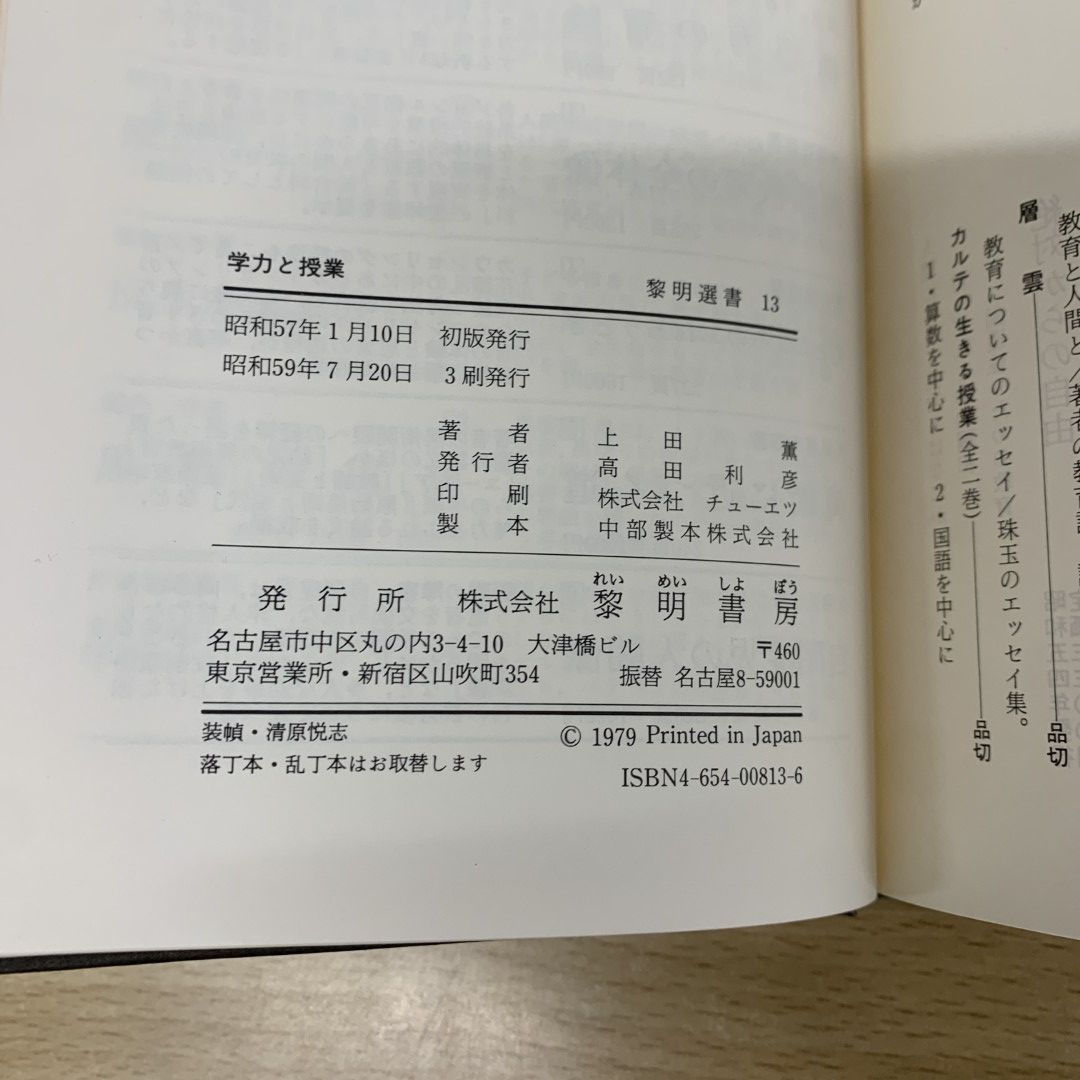 学力と授業
黎明選書 13
昭和57年1月10日 初版発行
昭和59年7月20日 3刷発行
著者 上田薫
発行者 高田利彦
印刷 株式会社 チューエツ
製本 中部製本株式会社
発行所 株式会社 黎明書房
れい めい しよ ぼう
名古屋市中区丸の内3-4-10 大津橋ビル 〒460
東京営業所・新宿区山吹町354 振替 名古屋8-59001
装幀・清原悦志
© 1979 Printed in Japan
落丁本・乱丁本はお取替します
ISBN4-654-00813-6
教育と人間と/著者の教育
層雲 品切
教育についてのエッセイ/珠玉のエッセイ集。
カルテの生きる授業(全二巻) 品切
1・算数を中心に 2・国語を中心に